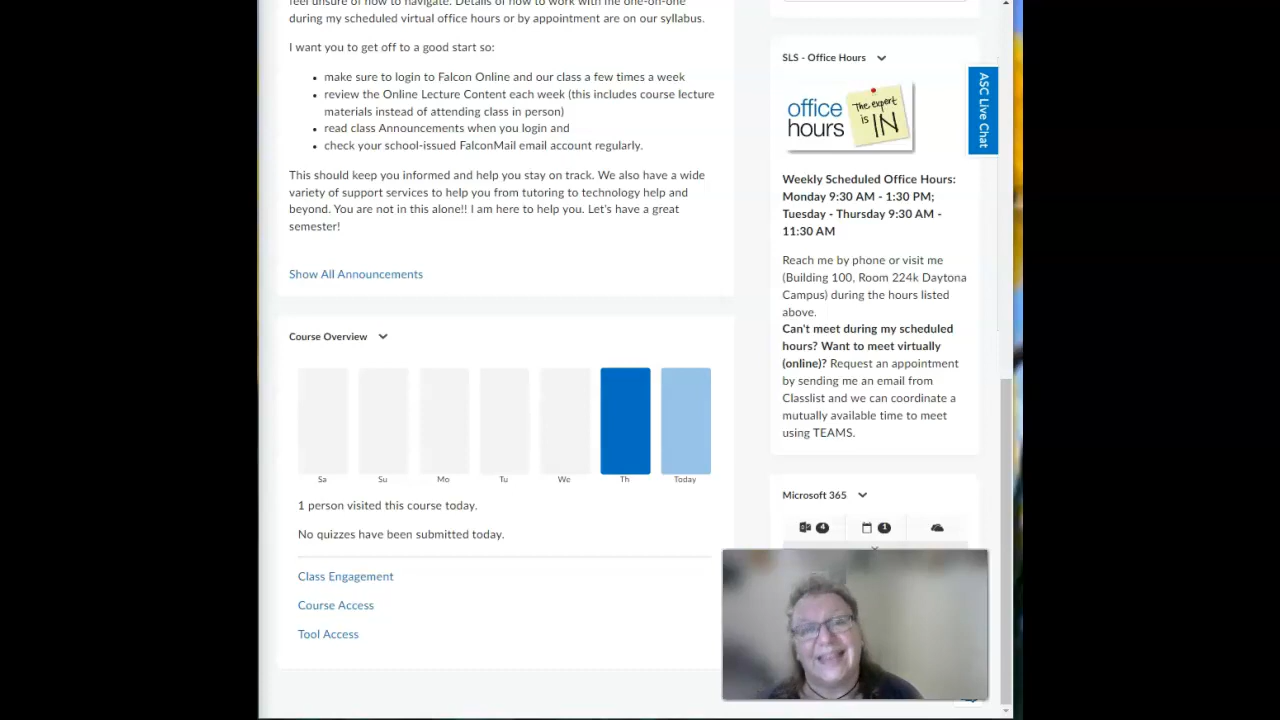 feel unsure of how to navigate. Details of how to work with me one-on-one
during my scheduled virtual office hours or by appointment are on our syllabus.
I want you to get off to a good start so:
make sure to login to Falcon Online and our class a few times a week
review the Online Lecture Content each week (this includes course lecture
materials instead of attending class in person)
read class Announcements when you login and
check your school-issued FalconMail email account regularly.
This should keep you informed and help you stay on track. We also have a wide
variety of support services to help you from tutoring to technology help and
beyond. You are not in this alone!! I am here to help you. Let's have a great
semester!
Show All Announcements
Course Overview
Sa
Su
Mo
Tu
We
Th
Today
1 person visited this course today.
No quizzes have been submitted today.
Class Engagement
Course Access
Tool Access
SLS - Office Hours
office
hours
The expert
is IN
Weekly Scheduled Office Hours:
Monday 9:30 AM - 1:30 PM;
Tuesday - Thursday 9:30 AM -
11:30 AM
Reach me by phone or visit me
(Building 100, Room 224k Daytona
Campus) during the hours listed
above.
Can't meet during my scheduled
hours? Want to meet virtually
(online)? Request an appointment
by sending me an email from
Classlist and we can coordinate a
mutually available time to meet
using TEAMS.
Microsoft 365
4
1
ASC Live Chat